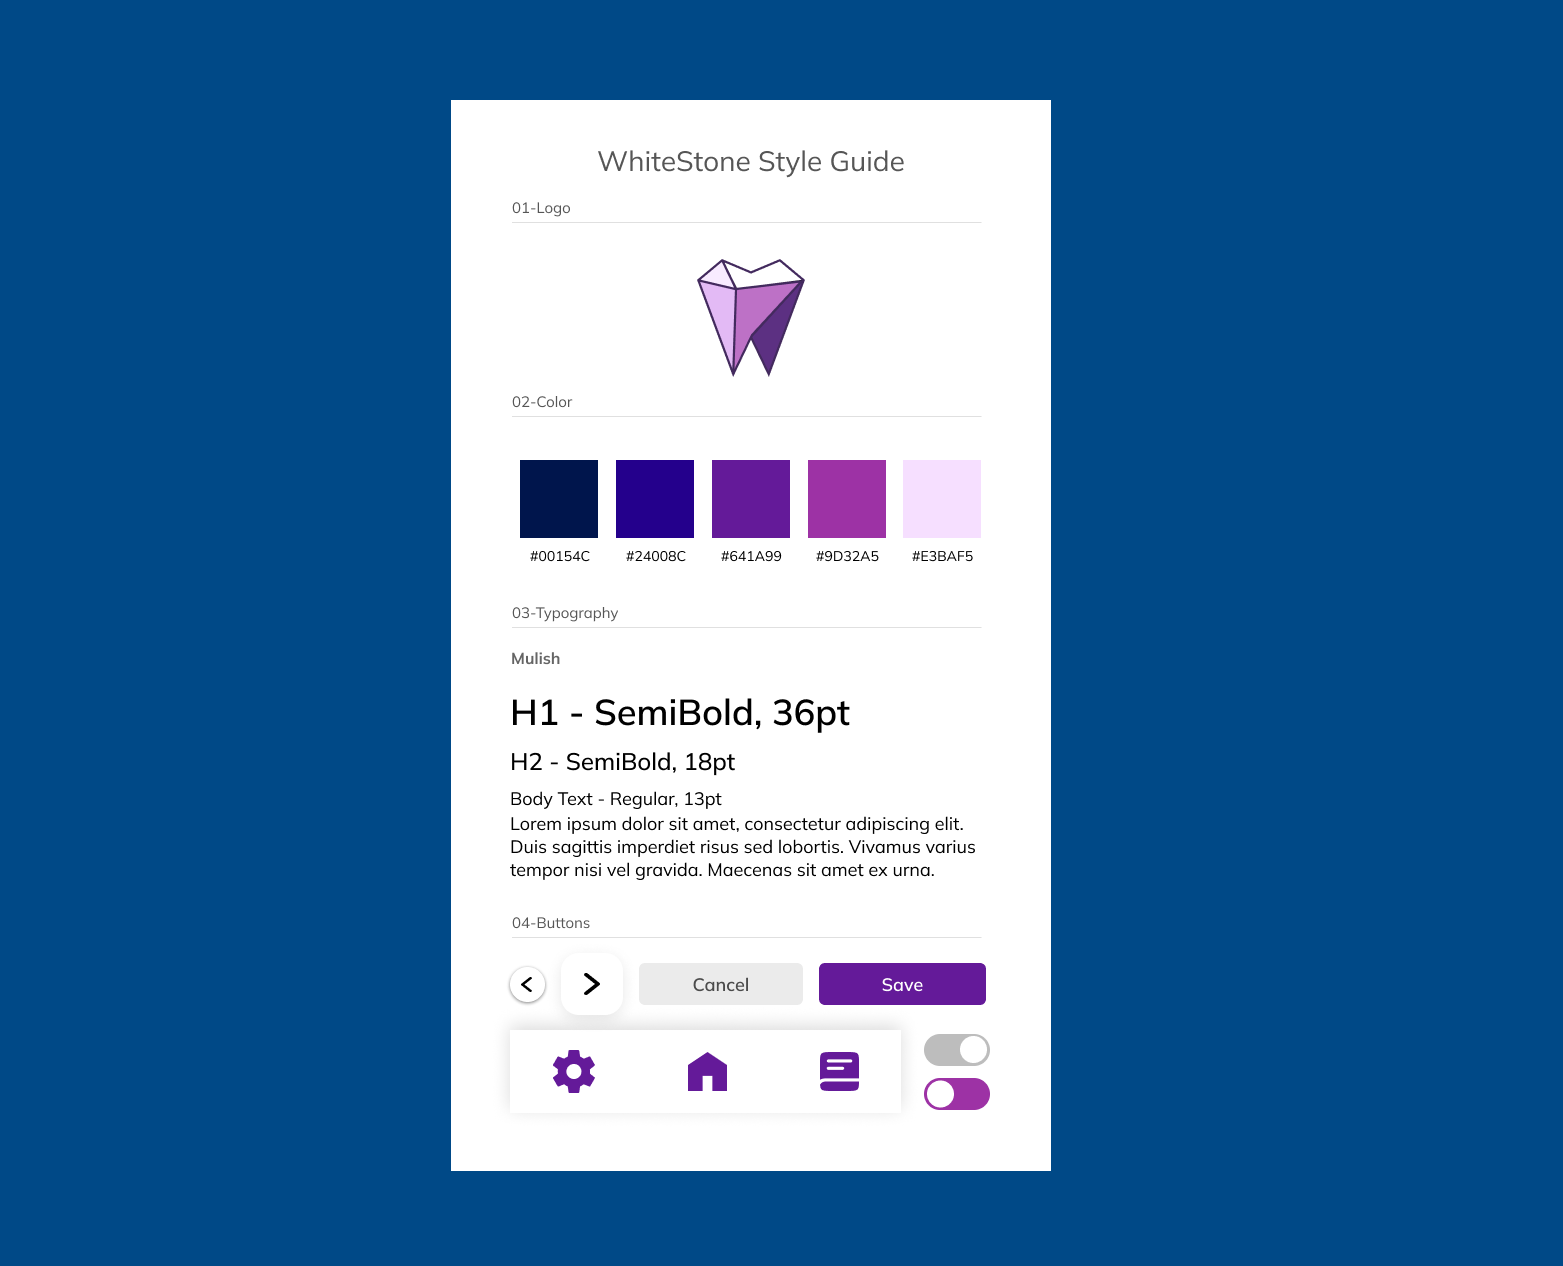 WhiteStone Style Guide
01-Logo
02-Color
#00154C #24008C #641A99 #9D32A5 #E3BAF5
03-Typography
Mulish
H1 - SemiBold, 36pt
H2 - SemiBold, 18pt
Body Text - Regular, 13pt
Lorem ipsum dolor sit amet, consectetur adipiscing elit.
Duis sagittis imperdiet risus sed lobortis. Vivamus varius
tempor nisi vel gravida. Maecenas sit amet ex urna.
04-Buttons
Cancel Save